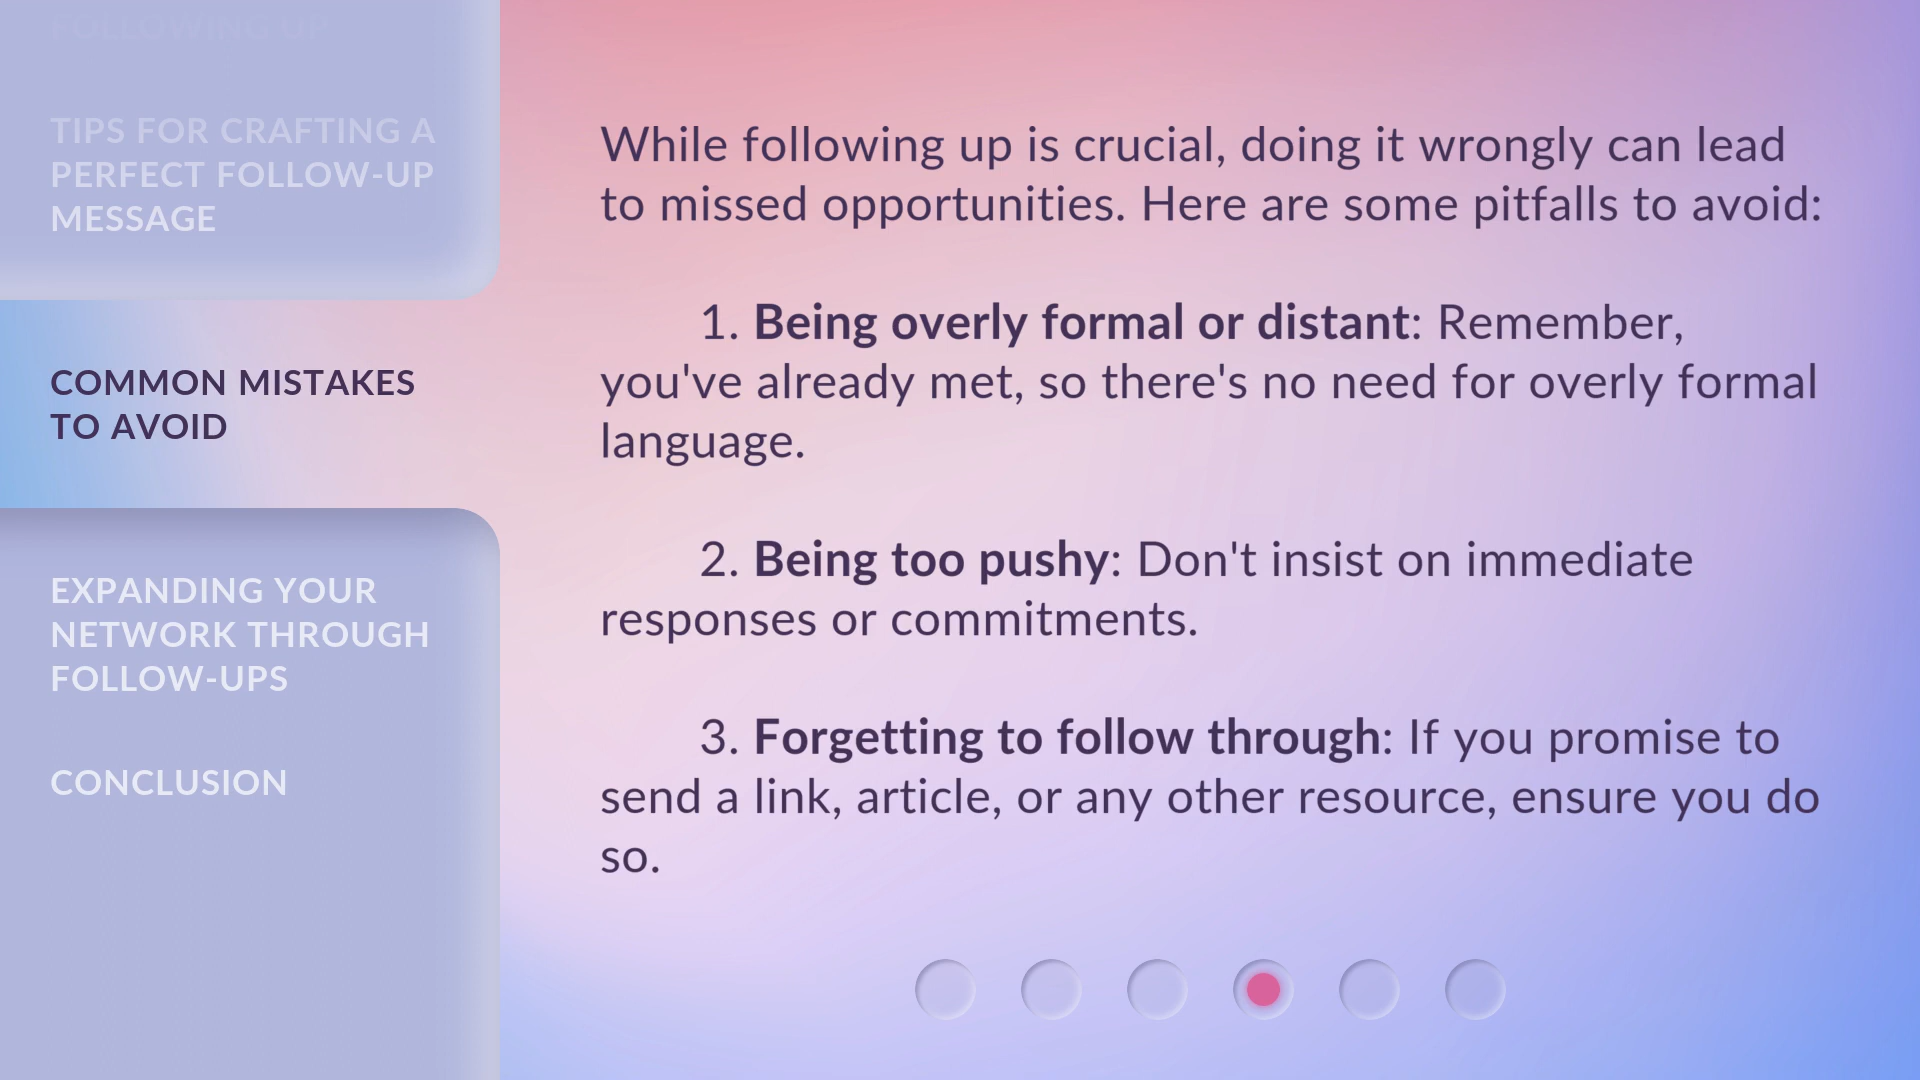 FOLLOWING UP
TIPS FOR CRAFTING A
PERFECT FOLLOW-UP
MESSAGE
COMMON MISTAKES
TO AVOID
EXPANDING YOUR
NETWORK THROUGH
FOLLOW-UPS
CONCLUSION
While following up is crucial, doing it wrongly can lead
to missed opportunities. Here are some pitfalls to avoid:
1. Being overly formal or distant: Remember,
you've already met, so there's no need for overly formal
language.
2. Being too pushy: Don't insist on immediate
responses or commitments.
3. Forgetting to follow through: If you promise to
send a link, article, or any other resource, ensure you do
so.